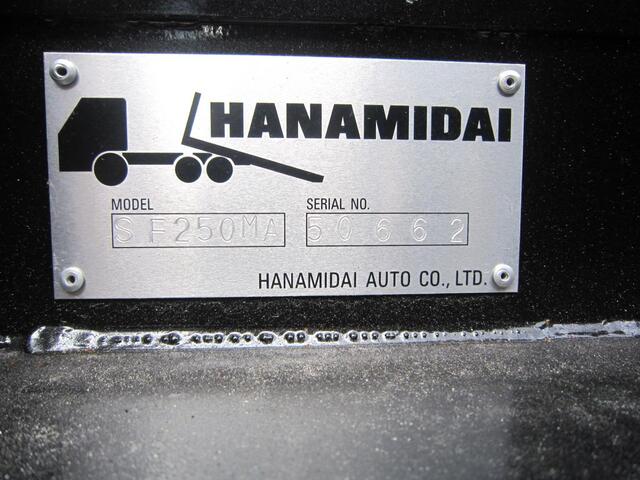 HANAMIDAI
MODEL SERIAL NO.
SF250MA 50662
HANAMIDAI AUTO CO., LTD.